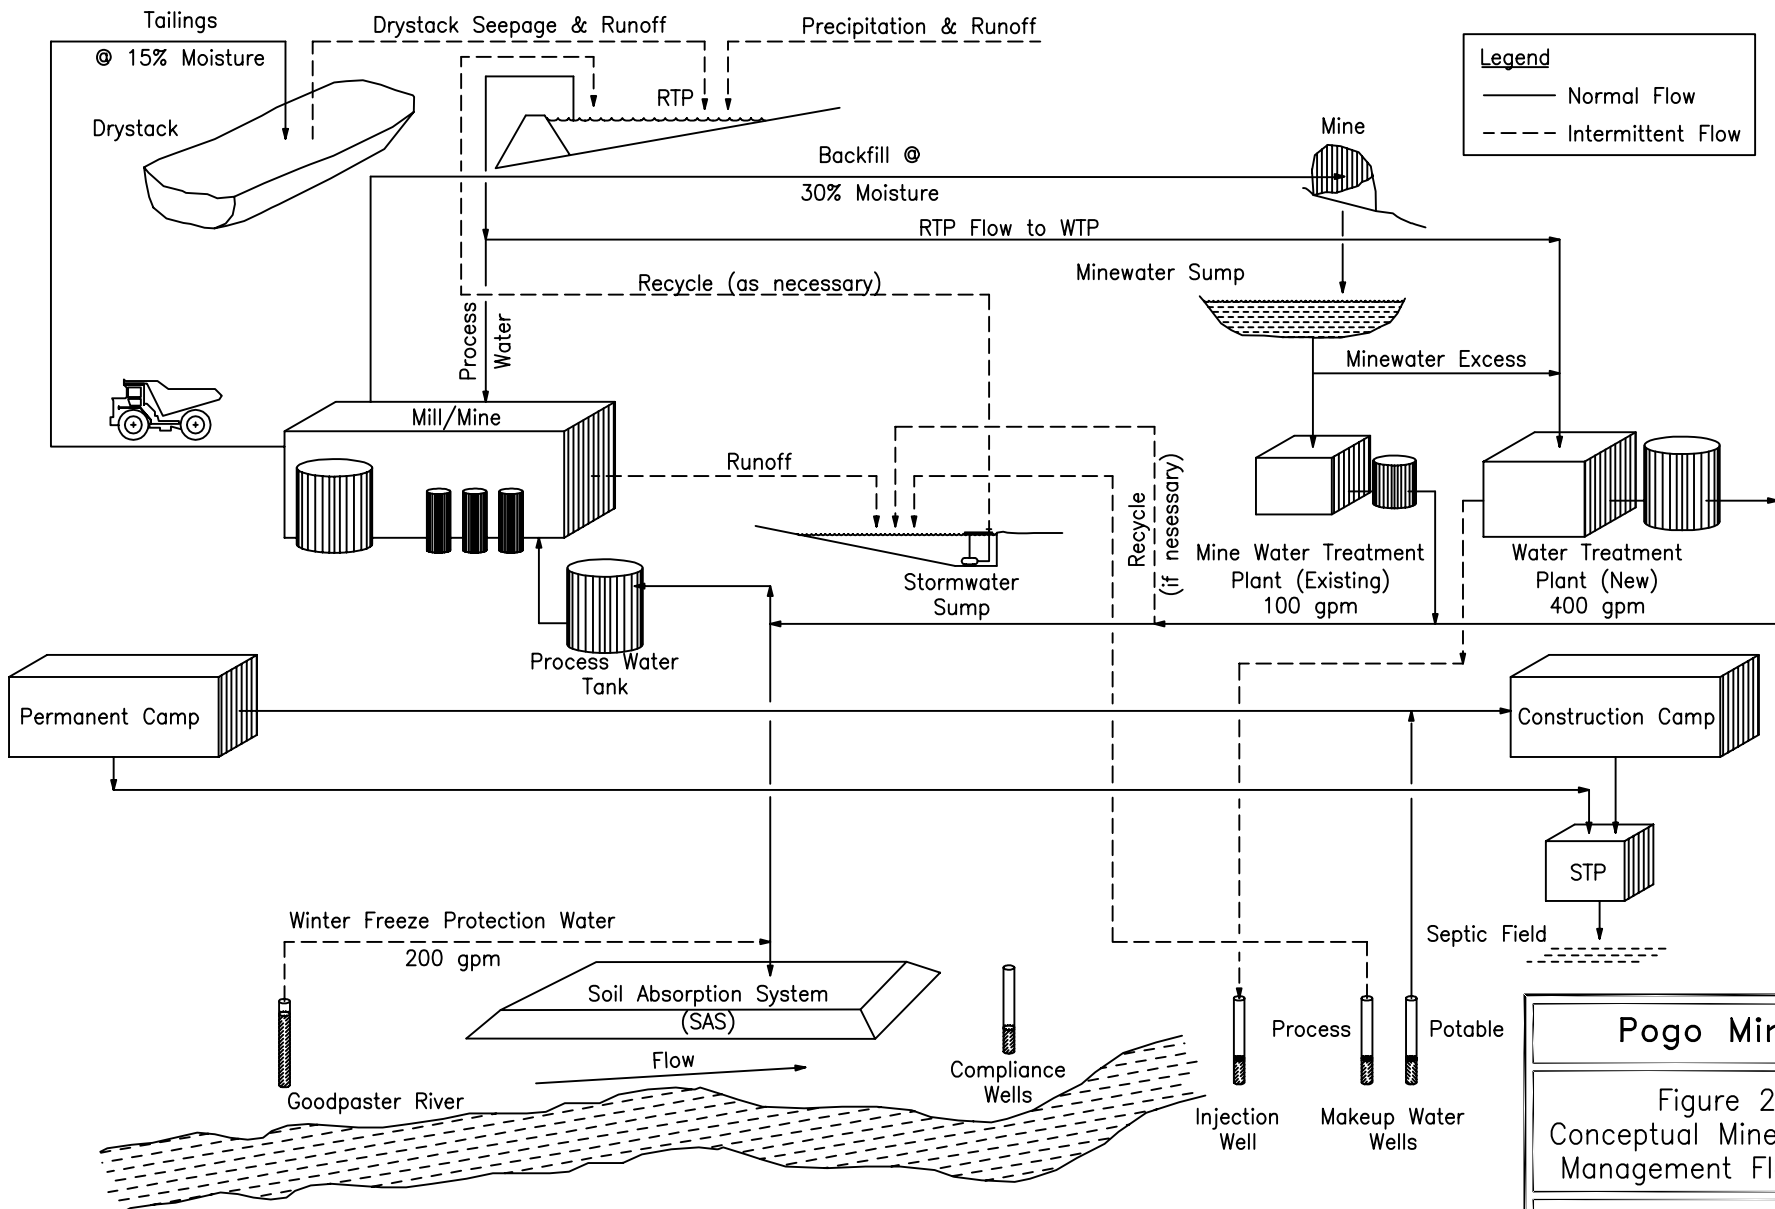 Tailings
@ 15% Moisture
Drystack Seepage & Runoff
Precipitation & Runoff
Legend
Normal Flow
Intermittent Flow
RTP
Drystack
Mine
Backfill @
30% Moisture
RTP Flow to WTP
Minewater Sump
Recycle (as necessary)
Process
Water
Minewater Excess
Mill/Mine
Runoff
Recycle
(if nesessary)
Stormwater
Sump
Mine Water Treatment
Plant (Existing)
100 gpm
Water Treatment
Plant (New)
400 gpm
Process Water
Tank
Permanent Camp
Construction Camp
STP
Septic Field
Winter Freeze Protection Water
200 gpm
Soil Absorption System
(SAS)
Flow
Goodpaster River
Compliance
Wells
Process
Potable
Injection
Well
Makeup Water
Wells
Pogo Min
Figure 2
Conceptual Mine
Management Fl